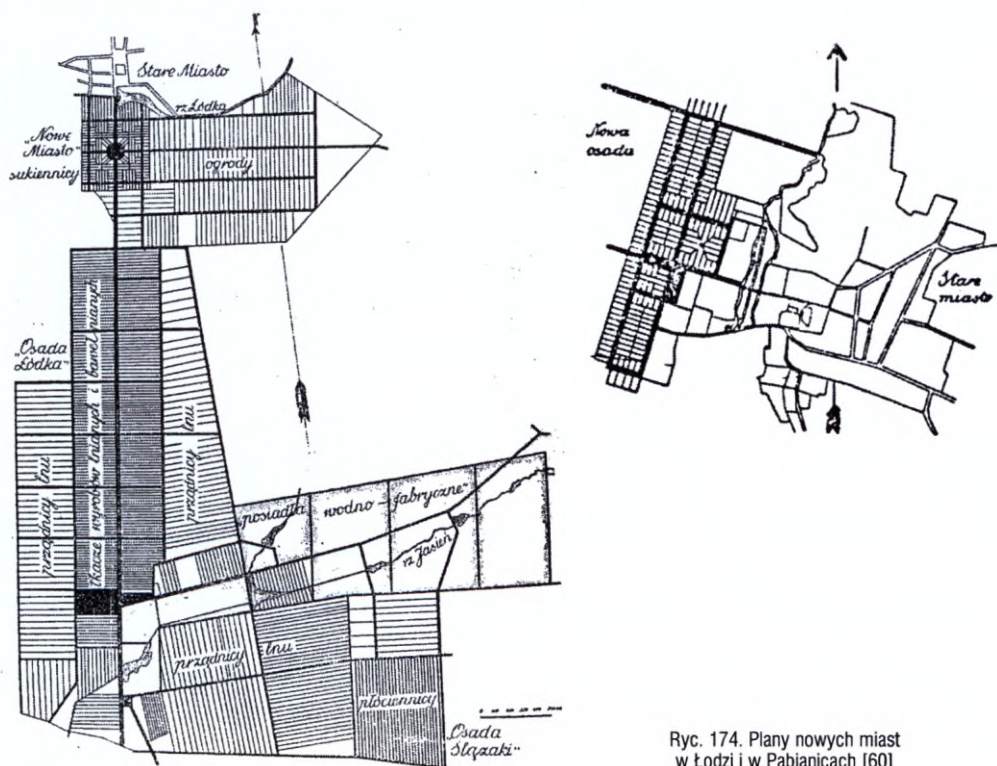 Stare Miasto
rz Łódka
„Nowe
Miasto"
sukiennicy
ogrody
„Osada
Łódka"
tkacze wyrobów lnianych i bawełnianych
prządnicy lnu
prządnicy lnu
posiadła wodno-fabryczne"
rz Jasień
prządnicy lnu
płóciennicy
„Osada
Ślązaki"
Nowa
osada
Stare
miasto
Ryc. 174. Plany nowych miast
w Łodzi i w Pabianicach [60]